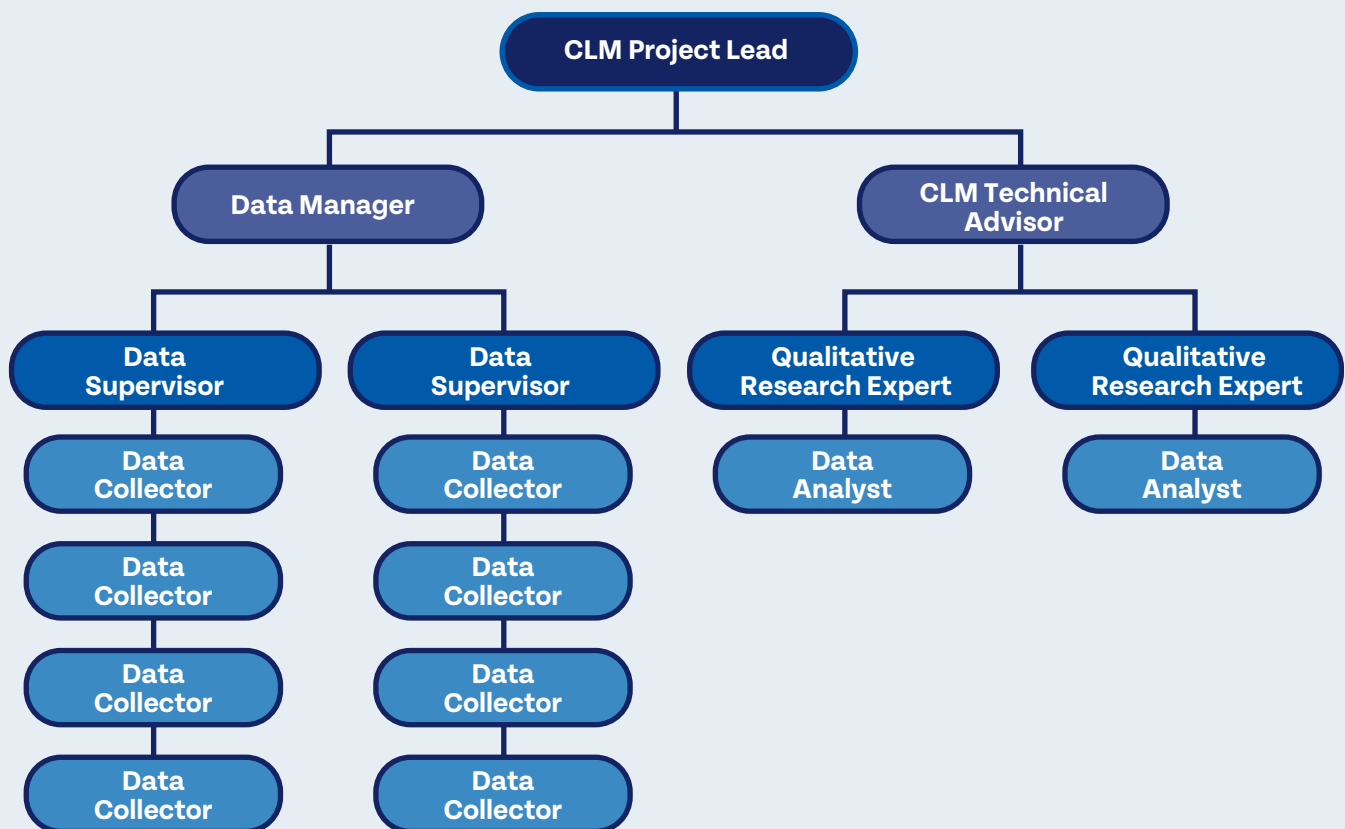 CLM Project Lead
Data Manager
CLM Technical
Advisor
Data
Supervisor
Data
Supervisor
Qualitative
Research Expert
Qualitative
Research Expert
Data
Collector
Data
Collector
Data
Analyst
Data
Analyst
Data
Collector
Data
Collector
Data
Collector
Data
Collector
Data
Collector
Data
Collector